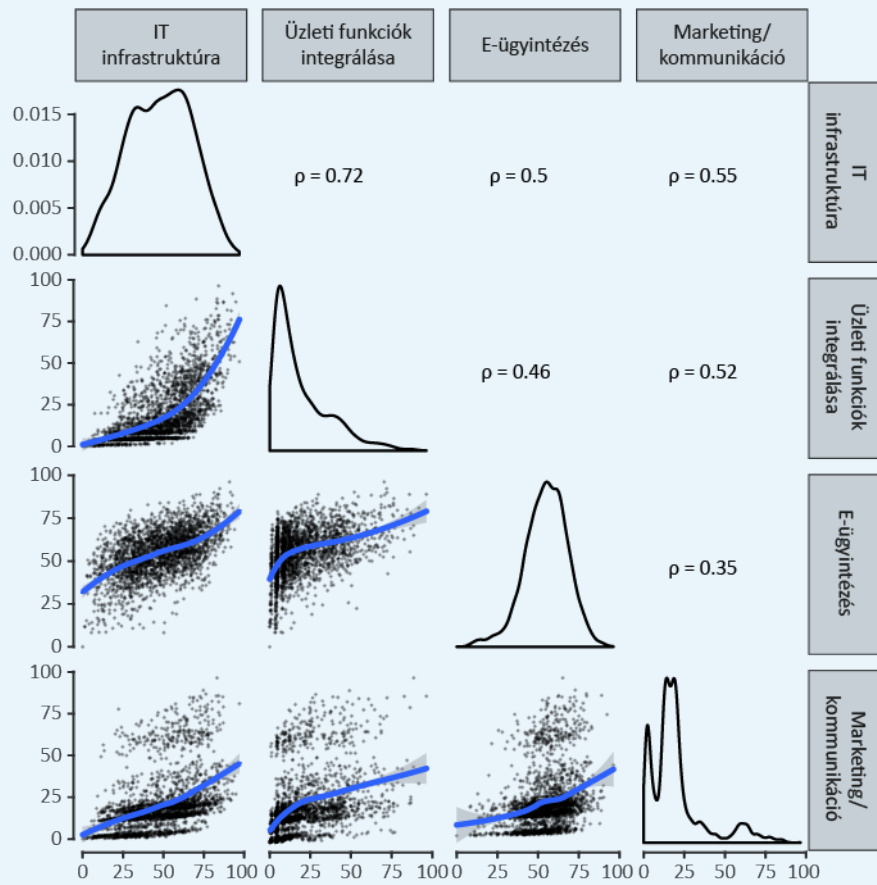 IT
infrastruktúra
Üzleti funkciók
integrálása
E-ügyintézés
Marketing/
kommunikáció
0.015
0.010
0.005
0.000
ρ = 0.72
ρ = 0.5
ρ = 0.55
IT
infrastruktúra
100
75
50
25
0
ρ = 0.46
ρ = 0.52
Üzleti funkciók
integrálása
100
75
50
25
0
ρ = 0.35
E-ügyintézés
100
75
50
25
0
Marketing/
kommunikáció
0 25 50 75 100
0 25 50 75 100
0 25 50 75 100
0 25 50 75 100